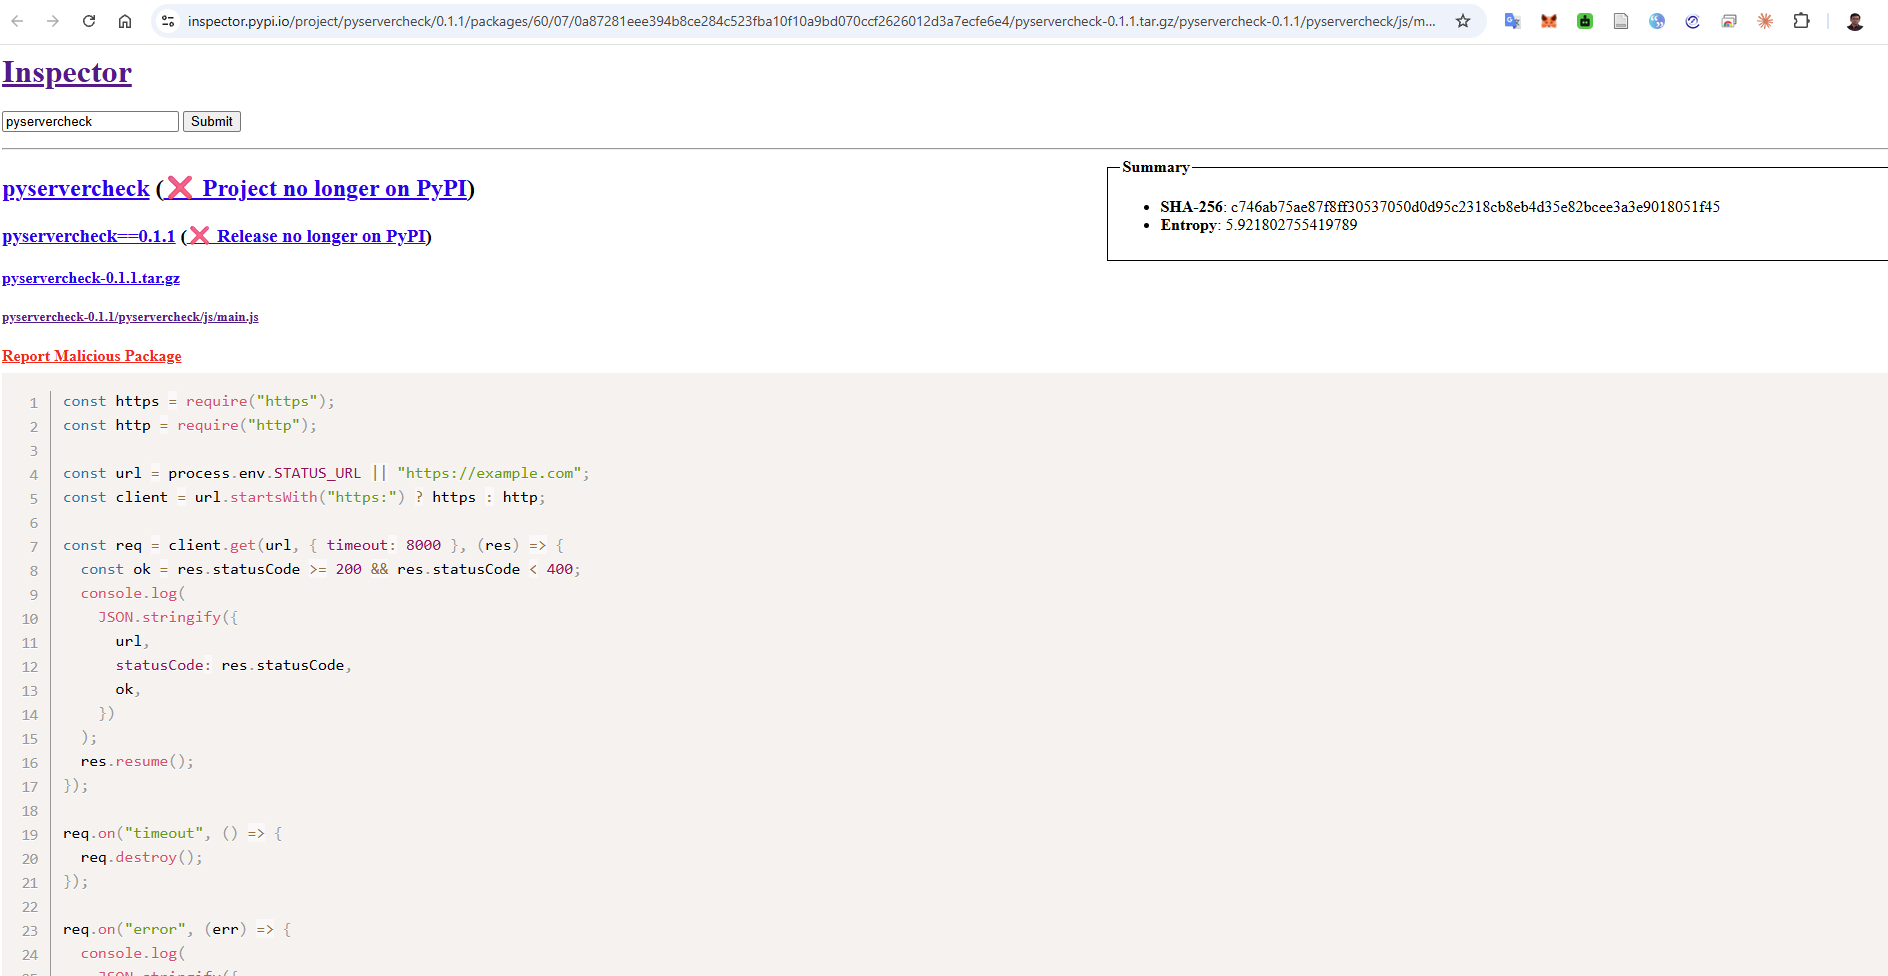 inspector.pypi.io/project/pyservercheck/0.1.1/packages/60/07/0a87281eee394b8ce284c523fba10f10a9bd070ccf2626012d3a7ecfe6e4/pyservercheck-0.1.1.tar.gz/pyservercheck-0.1.1/pyservercheck/js/m...
Inspector
pyservercheck Submit
pyservercheck (❌ Project no longer on PyPI)
pyservercheck==0.1.1 (❌ Release no longer on PyPI)
pyservercheck-0.1.1.tar.gz
pyservercheck-0.1.1/pyservercheck/js/main.js
Report Malicious Package
Summary
• SHA-256: c746ab75ae87f8ff30537050d0d95c2318cb8eb4d35e82bcee3a3e9018051f45
• Entropy: 5.921802755419789
1 const https = require("https");
2 const http = require("http");
3
4 const url = process.env.STATUS_URL || "https://example.com";
5 const client = url.startsWith("https:") ? https : http;
6
7 const req = client.get(url, { timeout: 8000 }, (res) => {
8   const ok = res.statusCode >= 200 && res.statusCode < 400;
9   console.log(
10     JSON.stringify({
11       url,
12       statusCode: res.statusCode,
13       ok,
14     })
15   );
16   res.resume();
17 });
18
19 req.on("timeout", () => {
20   req.destroy();
21 });
22
23 req.on("error", (err) => {
24   console.log(
25     JSON.stringify({